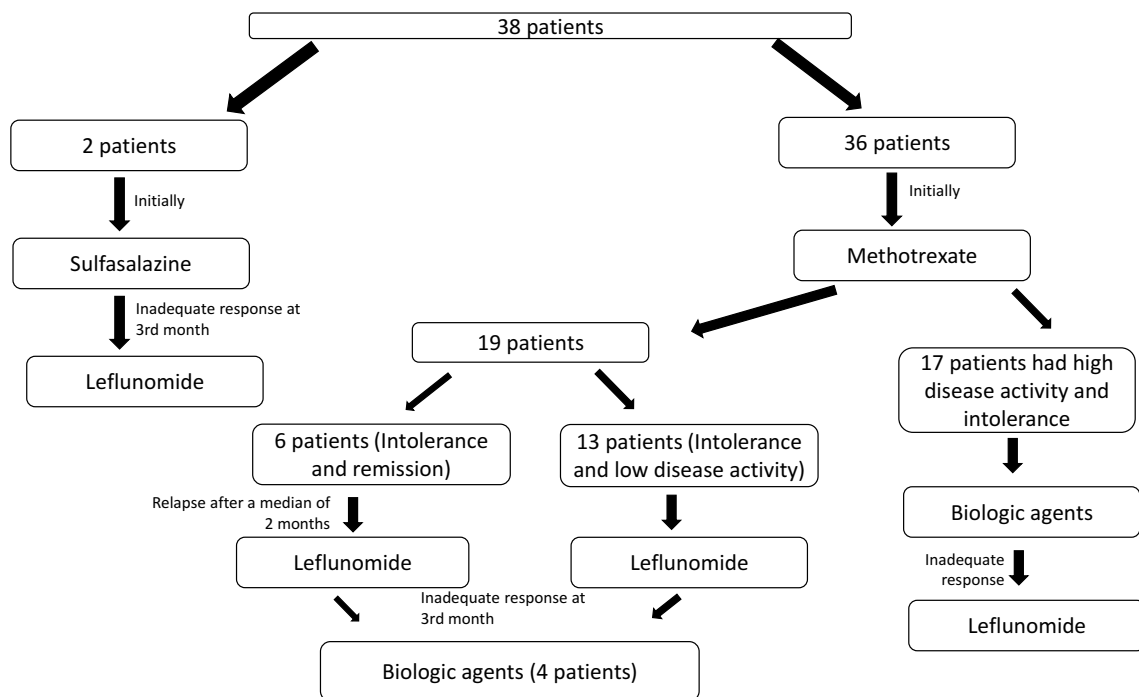 38 patients
2 patients
36 patients
Initially
Initially
Sulfasalazine
Methotrexate
Inadequate response at
3rd month
19 patients
17 patients had high
disease activity and
intolerance
Leflunomide
6 patients (Intolerance
and remission)
13 patients (Intolerance
and low disease activity)
Relapse after a median of
2 months
Biologic agents
Leflunomide
Leflunomide
Inadequate
response
Inadequate response at
3rd month
Leflunomide
Biologic agents (4 patients)